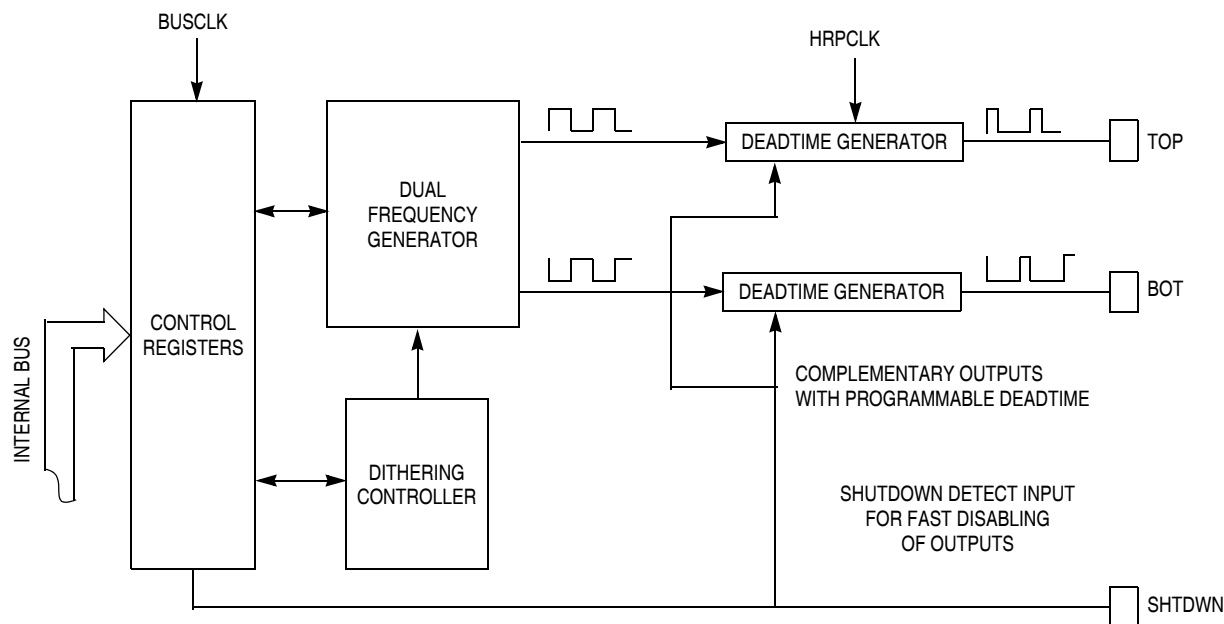 BUSCLK
HRPCLK
DEADTIME GENERATOR
TOP
DUAL
FREQUENCY
GENERATOR
DEADTIME GENERATOR
BOT
INTERNAL BUS
CONTROL
REGISTERS
COMPLEMENTARY OUTPUTS
WITH PROGRAMMABLE DEADTIME
DITHERING
CONTROLLER
SHUTDOWN DETECT INPUT
FOR FAST DISABLING
OF OUTPUTS
SHTDWN